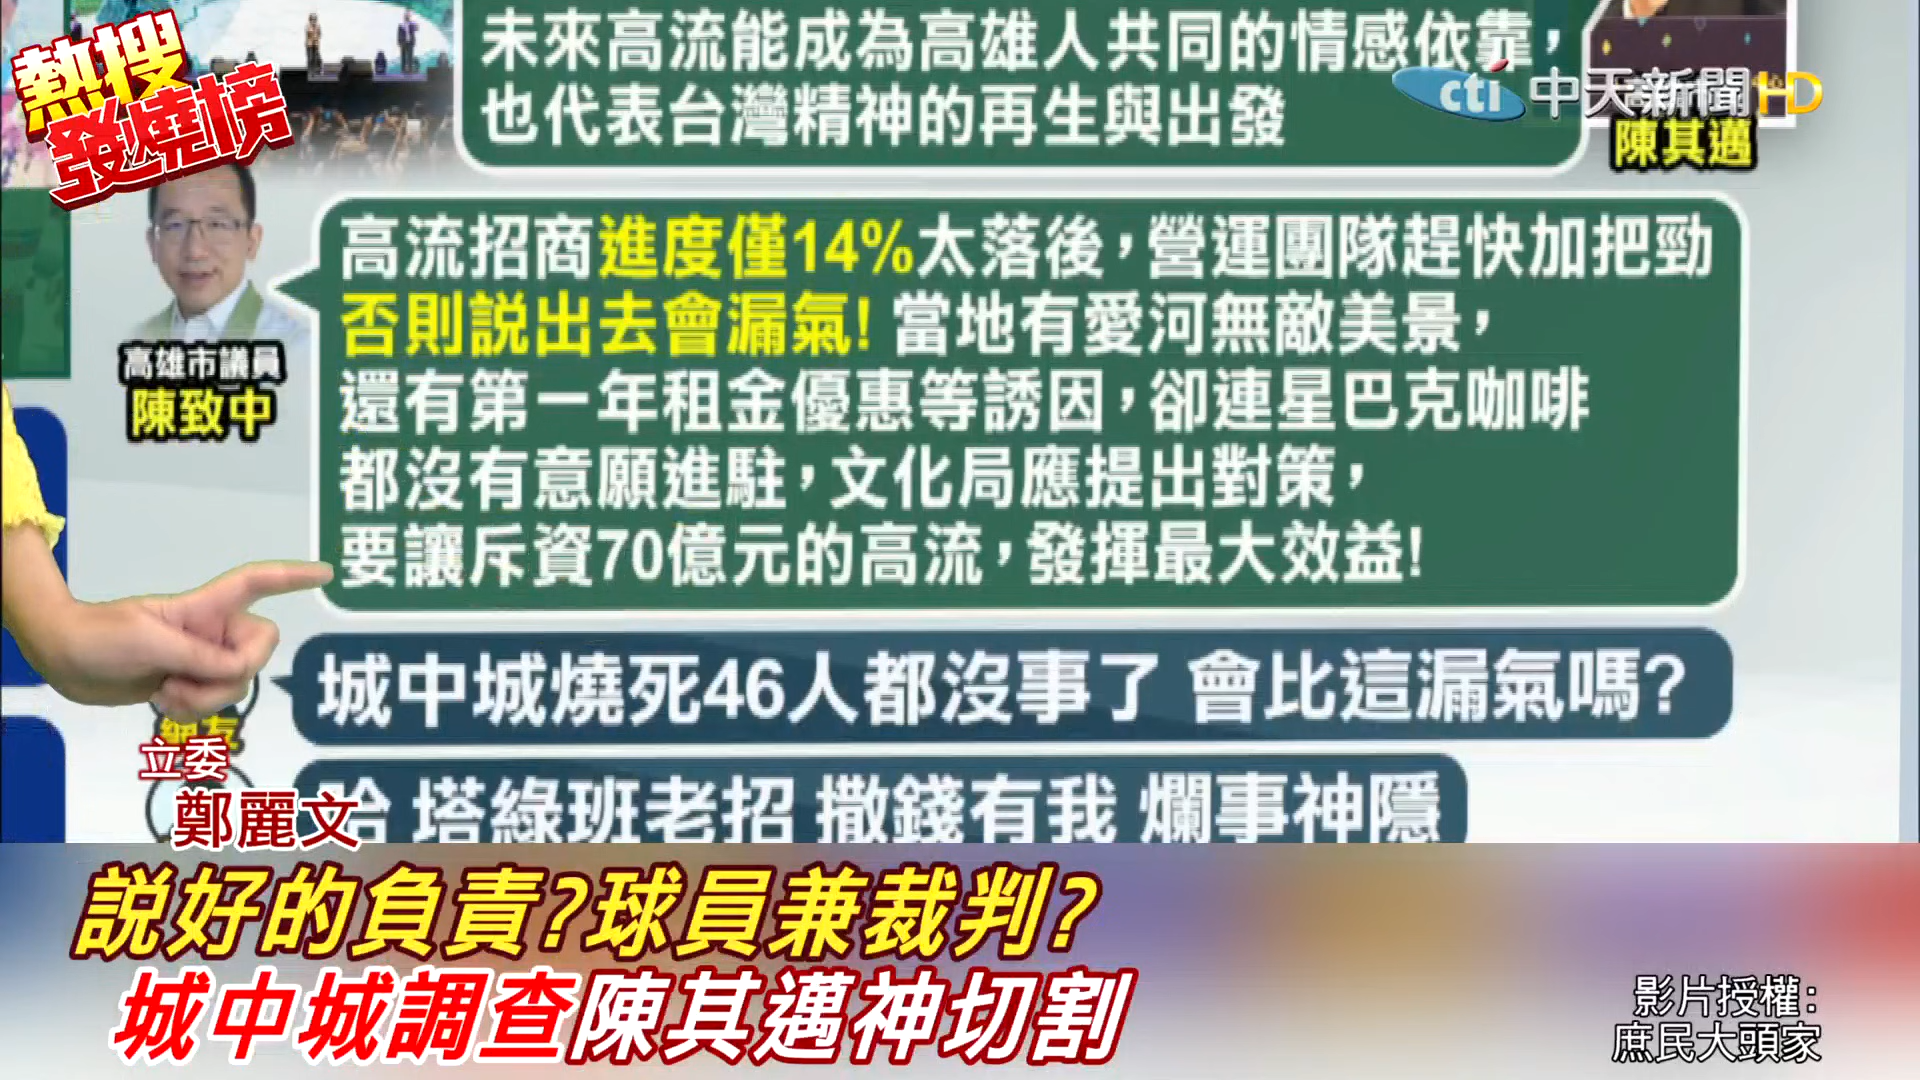 熱搜
發燒榜
未來高流能成為高雄人共同的情感依靠，
也代表台灣精神的再生與出發
cti 中天新聞HD
陳其邁
高流招商進度僅14%太落後，營運團隊趕快加把勁
否則說出去會漏氣！當地有愛河無敵美景，
還有第一年租金優惠等誘因，卻連星巴克咖啡
都沒有意願進駐，文化局應提出對策，
要讓斥資70億元的高流，發揮最大效益！
高雄市議員
陳致中
城中城燒死46人都沒事了 會比這漏氣嗎？
網友
哈 塔綠班老招 撒錢有我 爛事神隱
立委
鄭麗文
說好的負責?球員兼裁判?
城中城調查陳其邁神切割
影片授權:
庶民大頭家